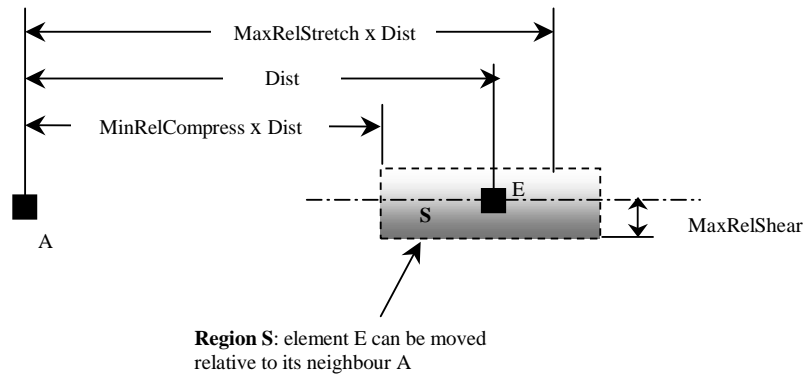 MaxRelStretch x Dist
Dist
MinRelCompress x Dist
E
S
A
MaxRelShear
Region S: element E can be moved
relative to its neighbour A